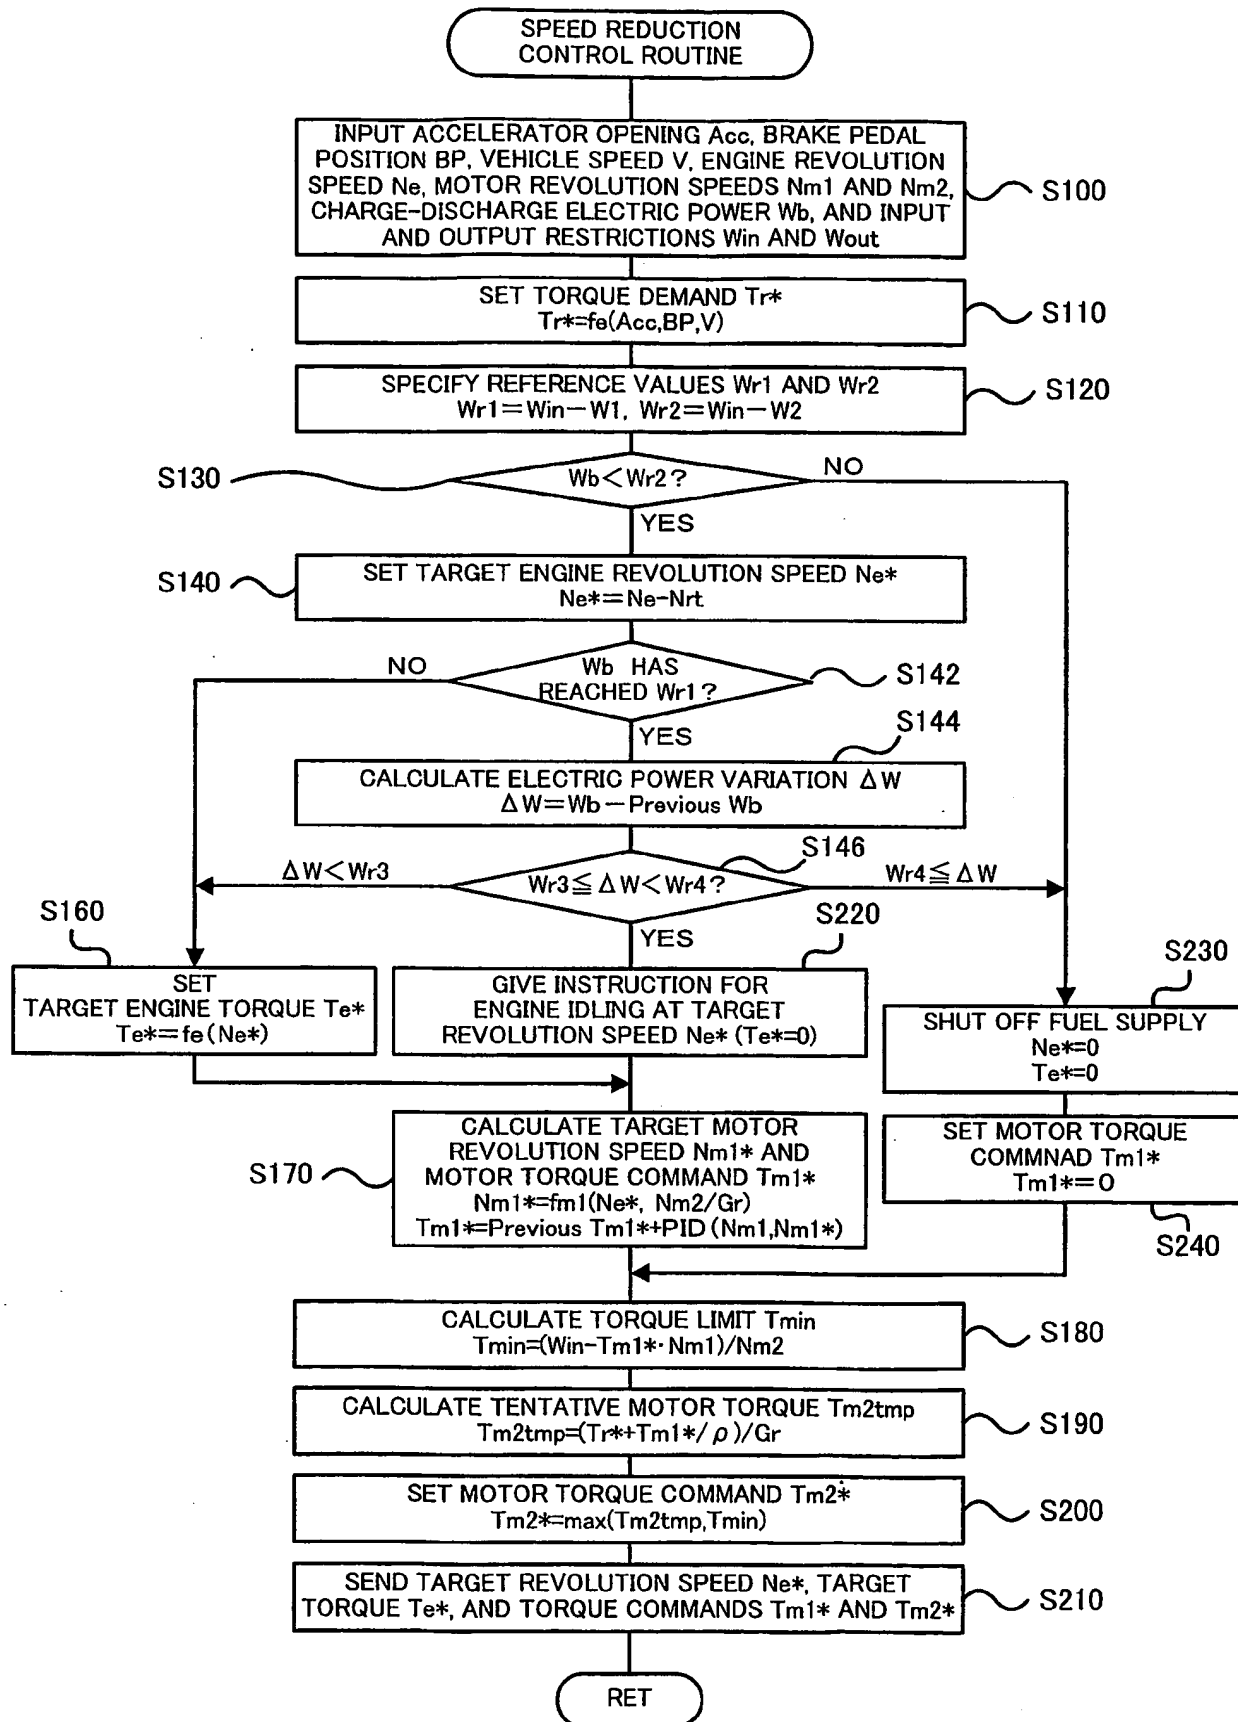 SPEED REDUCTION
CONTROL ROUTINE
INPUT ACCELERATOR OPENING Acc, BRAKE PEDAL
POSITION BP, VEHICLE SPEED V, ENGINE REVOLUTION
SPEED Ne, MOTOR REVOLUTION SPEEDS Nm1 AND Nm2,
CHARGE-DISCHARGE ELECTRIC POWER Wb, AND INPUT
AND OUTPUT RESTRICTIONS Win AND Wout
S100
SET TORQUE DEMAND Tr*
Tr*=fe(Acc,BP,V)
S110
SPECIFY REFERENCE VALUES Wr1 AND Wr2
Wr1=Win-W1, Wr2=Win-W2
S120
S130
Wb<Wr2?
NO
YES
S140
SET TARGET ENGINE REVOLUTION SPEED Ne*
Ne*=Ne-Nrt
NO
Wb HAS
REACHED Wr1?
S142
YES
S144
CALCULATE ELECTRIC POWER VARIATION ΔW
ΔW=Wb-Previous Wb
S146
ΔW<Wr3
Wr3≦ΔW<Wr4?
Wr4≦ΔW
YES
S160
SET
TARGET ENGINE TORQUE Te*
Te*=fe(Ne*)
S220
GIVE INSTRUCTION FOR
ENGINE IDLING AT TARGET
REVOLUTION SPEED Ne* (Te*=0)
S230
SHUT OFF FUEL SUPPLY
Ne*=0
Te*=0
S170
CALCULATE TARGET MOTOR
REVOLUTION SPEED Nm1* AND
MOTOR TORQUE COMMAND Tm1*
Nm1*=fm1(Ne*, Nm2/Gr)
Tm1*=Previous Tm1*+PID(Nm1,Nm1*)
SET MOTOR TORQUE
COMMNAD Tm1*
Tm1*=0
S240
CALCULATE TORQUE LIMIT Tmin
Tmin=(Win-Tm1*·Nm1)/Nm2
S180
CALCULATE TENTATIVE MOTOR TORQUE Tm2tmp
Tm2tmp=(Tr*+Tm1*/ρ)/Gr
S190
SET MOTOR TORQUE COMMAND Tm2*
Tm2*=max(Tm2tmp,Tmin)
S200
SEND TARGET REVOLUTION SPEED Ne*, TARGET
TORQUE Te*, AND TORQUE COMMANDS Tm1* AND Tm2*
S210
RET